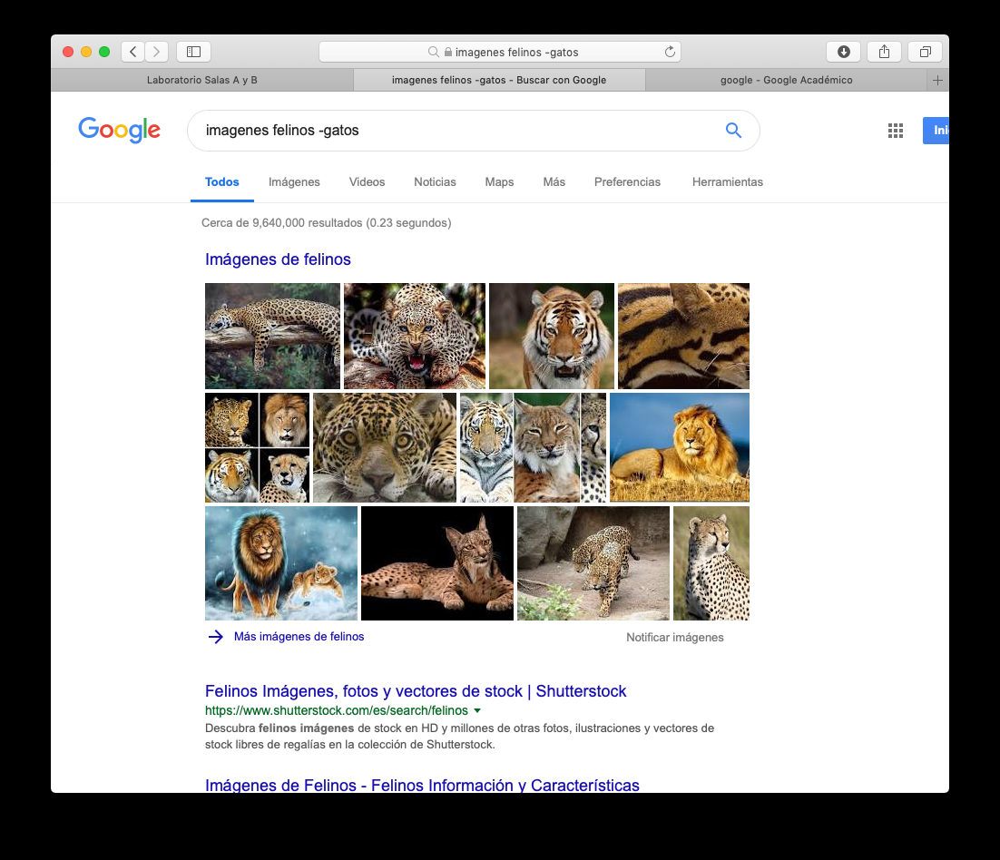 imagenes felinos -gatos
Laboratorio Salas A y B
imagenes felinos -gatos - Buscar con Google
google - Google Académico
Google
imagenes felinos -gatos
Todos
Imágenes
Videos
Noticias
Maps
Más
Preferencias
Herramientas
Cerca de 9,640,000 resultados (0.23 segundos)
Imágenes de felinos
Más imágenes de felinos
Notificar imágenes
Felinos Imágenes, fotos y vectores de stock | Shutterstock
https://www.shutterstock.com/es/search/felinos
Descubra felinos imágenes de stock en HD y millones de otras fotos, ilustraciones y vectores de
stock libres de regalías en la colección de Shutterstock.
Imágenes de Felinos - Felinos Información y Características